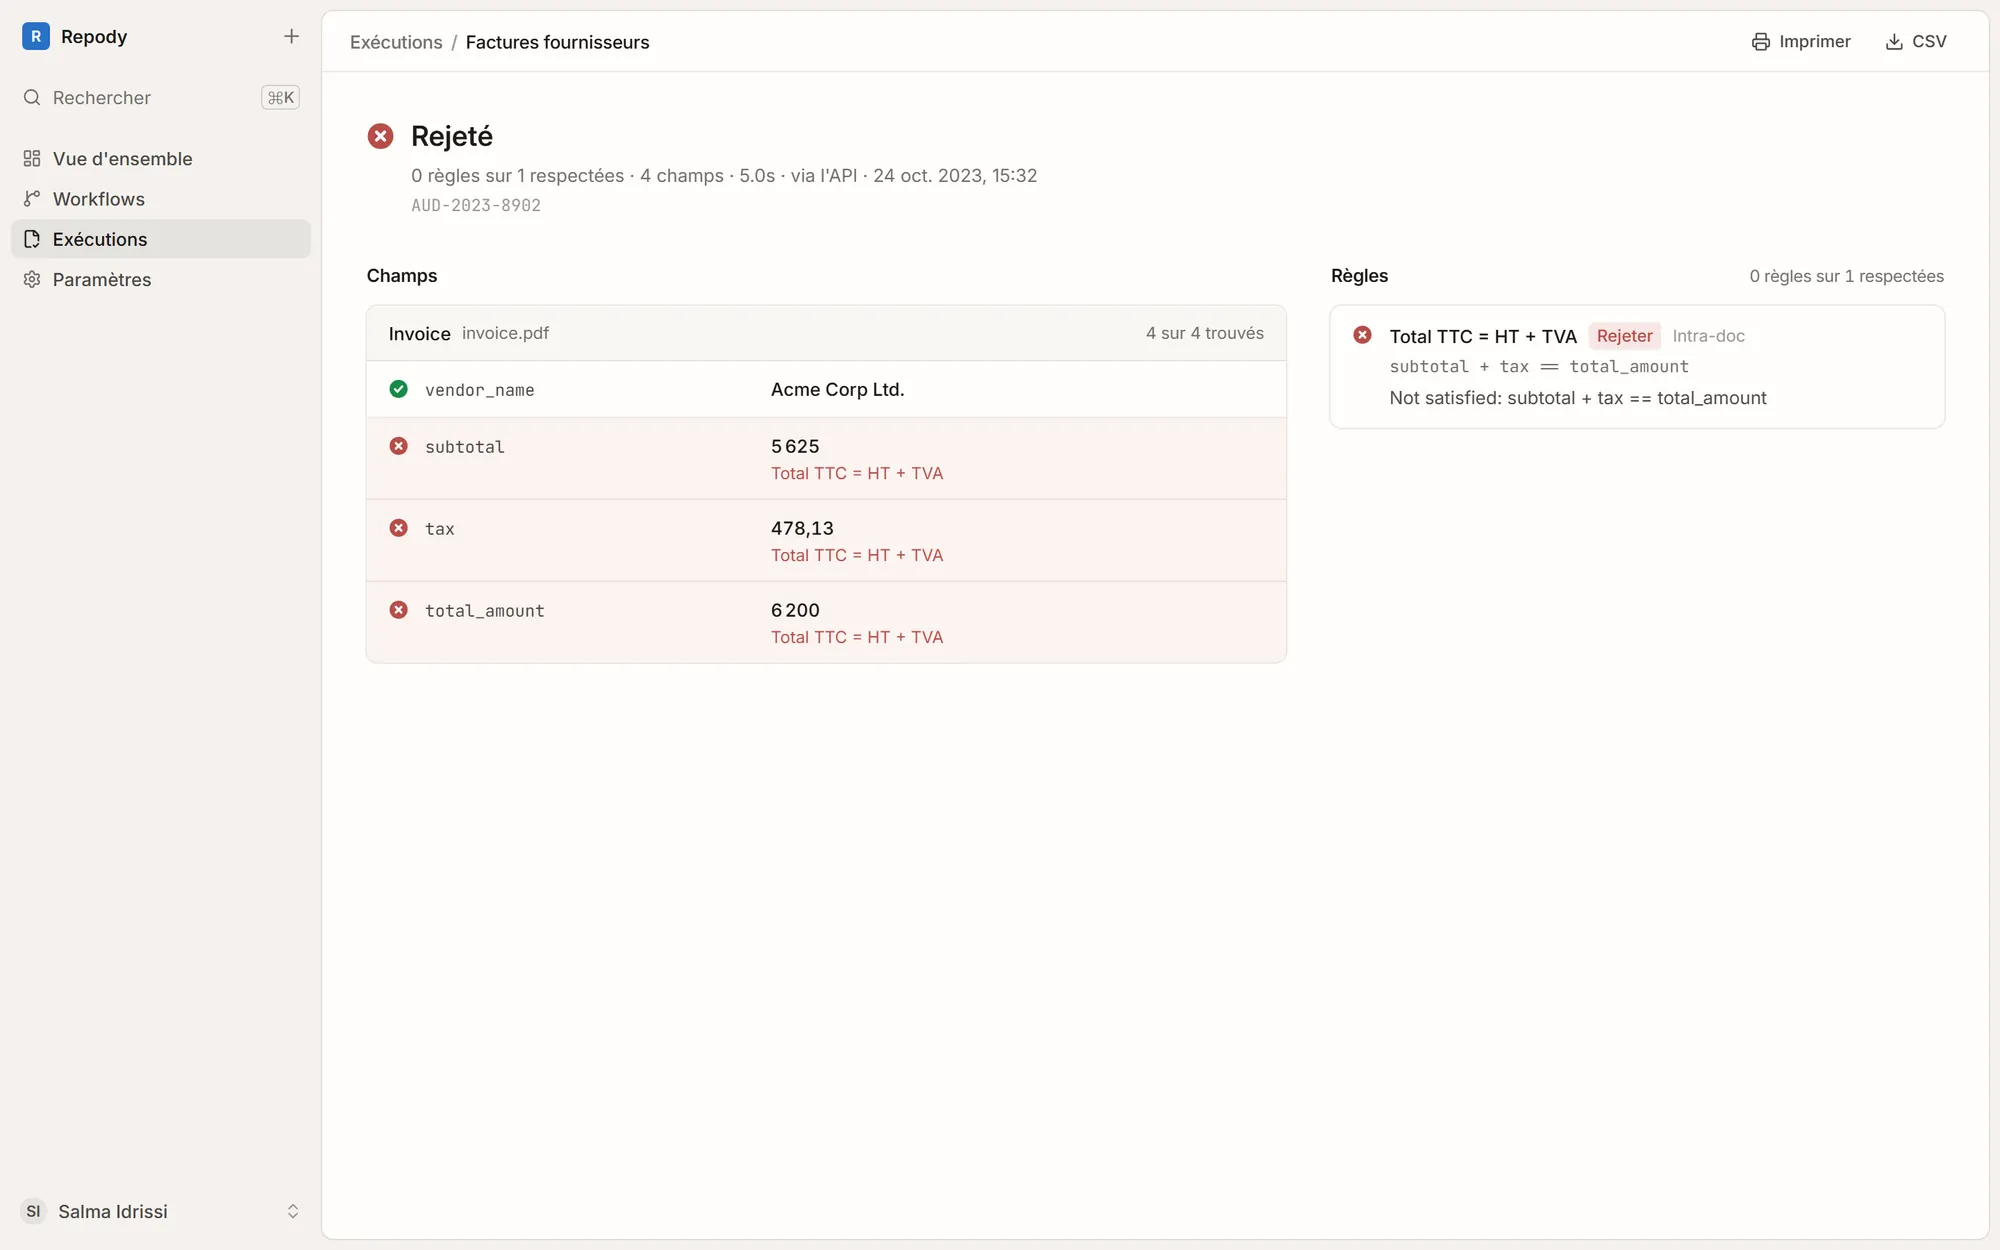 R Repody
Rechercher ⌘K
Vue d'ensemble
Workflows
Exécutions
Paramètres
SI Salma Idrissi
Exécutions / Factures fournisseurs
Imprimer
CSV
Rejeté
0 règles sur 1 respectées · 4 champs · 5.0s · via l'API · 24 oct. 2023, 15:32
AUD-2023-8902
Champs
Invoice invoice.pdf 4 sur 4 trouvés
vendor_name Acme Corp Ltd.
subtotal 5 625
Total TTC = HT + TVA
tax 478,13
Total TTC = HT + TVA
total_amount 6 200
Total TTC = HT + TVA
Règles 0 règles sur 1 respectées
Total TTC = HT + TVA Rejeter Intra-doc
subtotal + tax == total_amount
Not satisfied: subtotal + tax == total_amount